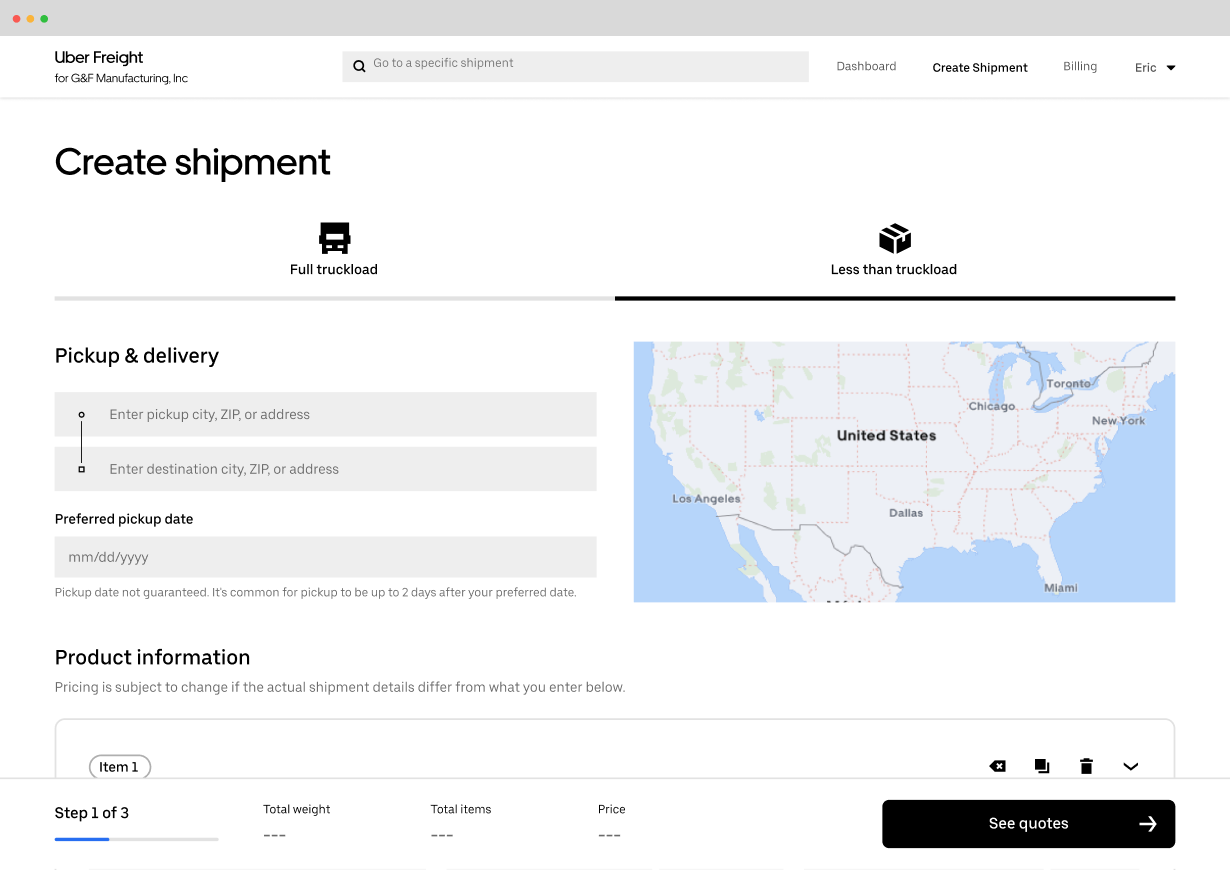 Uber Freight
for G&F Manufacturing, Inc
Go to a specific shipment
Dashboard
Create Shipment
Billing
Eric
Create shipment
Full truckload
Less than truckload
Pickup & delivery
Enter pickup city, ZIP, or address
Enter destination city, ZIP, or address
Preferred pickup date
mm/dd/yyyy
Pickup date not guaranteed. It's common for pickup to be up to 2 days after your preferred date.
Toronto
Chicago
New York
United States
Los Angeles
Dallas
Miami
Product information
Pricing is subject to change if the actual shipment details differ from what you enter below.
Item 1
Step 1 of 3
Total weight
---
Total items
---
Price
---
See quotes